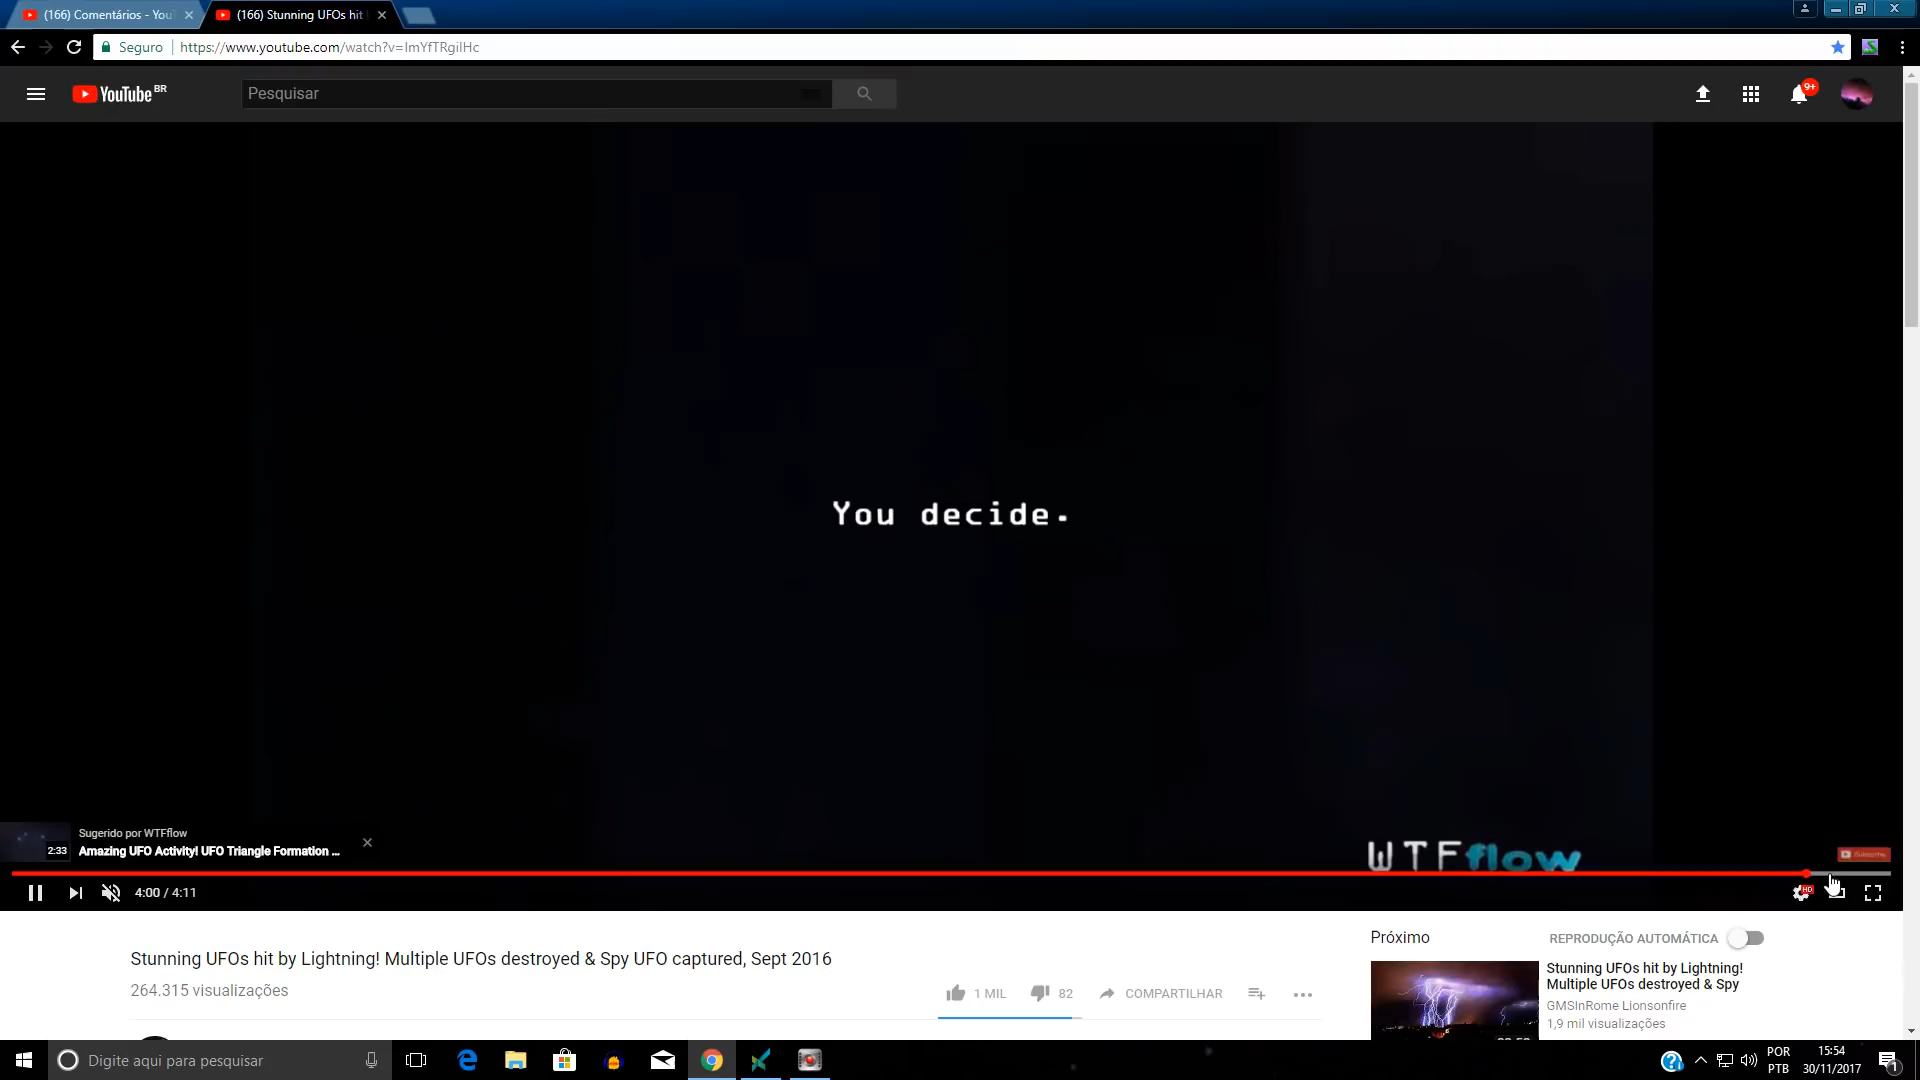 (166) Comentários - You
(166) Stunning UFOs hit
Seguro
https://www.youtube.com/watch?v=ImYfTRgilHc
YouTube BR
Pesquisar
9+
You decide.
Sugerido por WTFflow
2:33
Amazing UFO Activity! UFO Triangle Formation ...
WTFflow
4:00 / 4:11
HD
Stunning UFOs hit by Lightning! Multiple UFOs destroyed & Spy UFO captured, Sept 2016
264.315 visualizações
1 MIL
82
COMPARTILHAR
Próximo
REPRODUÇÃO AUTOMÁTICA
Stunning UFOs hit by Lightning!
Multiple UFOs destroyed & Spy
GMSInRome Lionsonfire
1,9 mil visualizações
Digite aqui para pesquisar
POR
PTB
15:54
30/11/2017
1